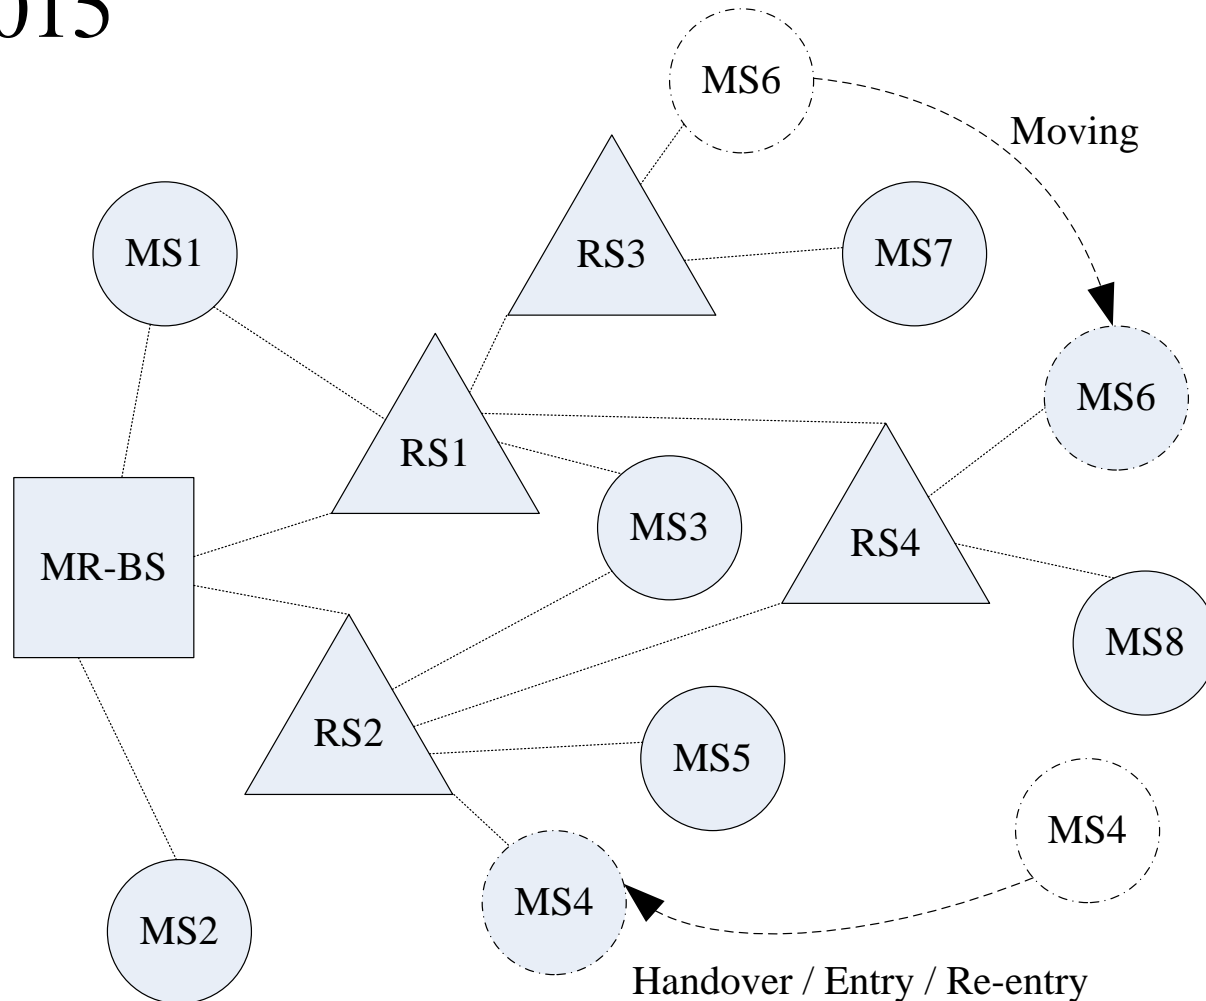 015
MS6
Moving
MS1
RS3
MS7
MS6
RS1
MS3
RS4
MR-BS
MS8
RS2
MS5
MS4
MS4
MS2
Handover / Entry / Re-entry